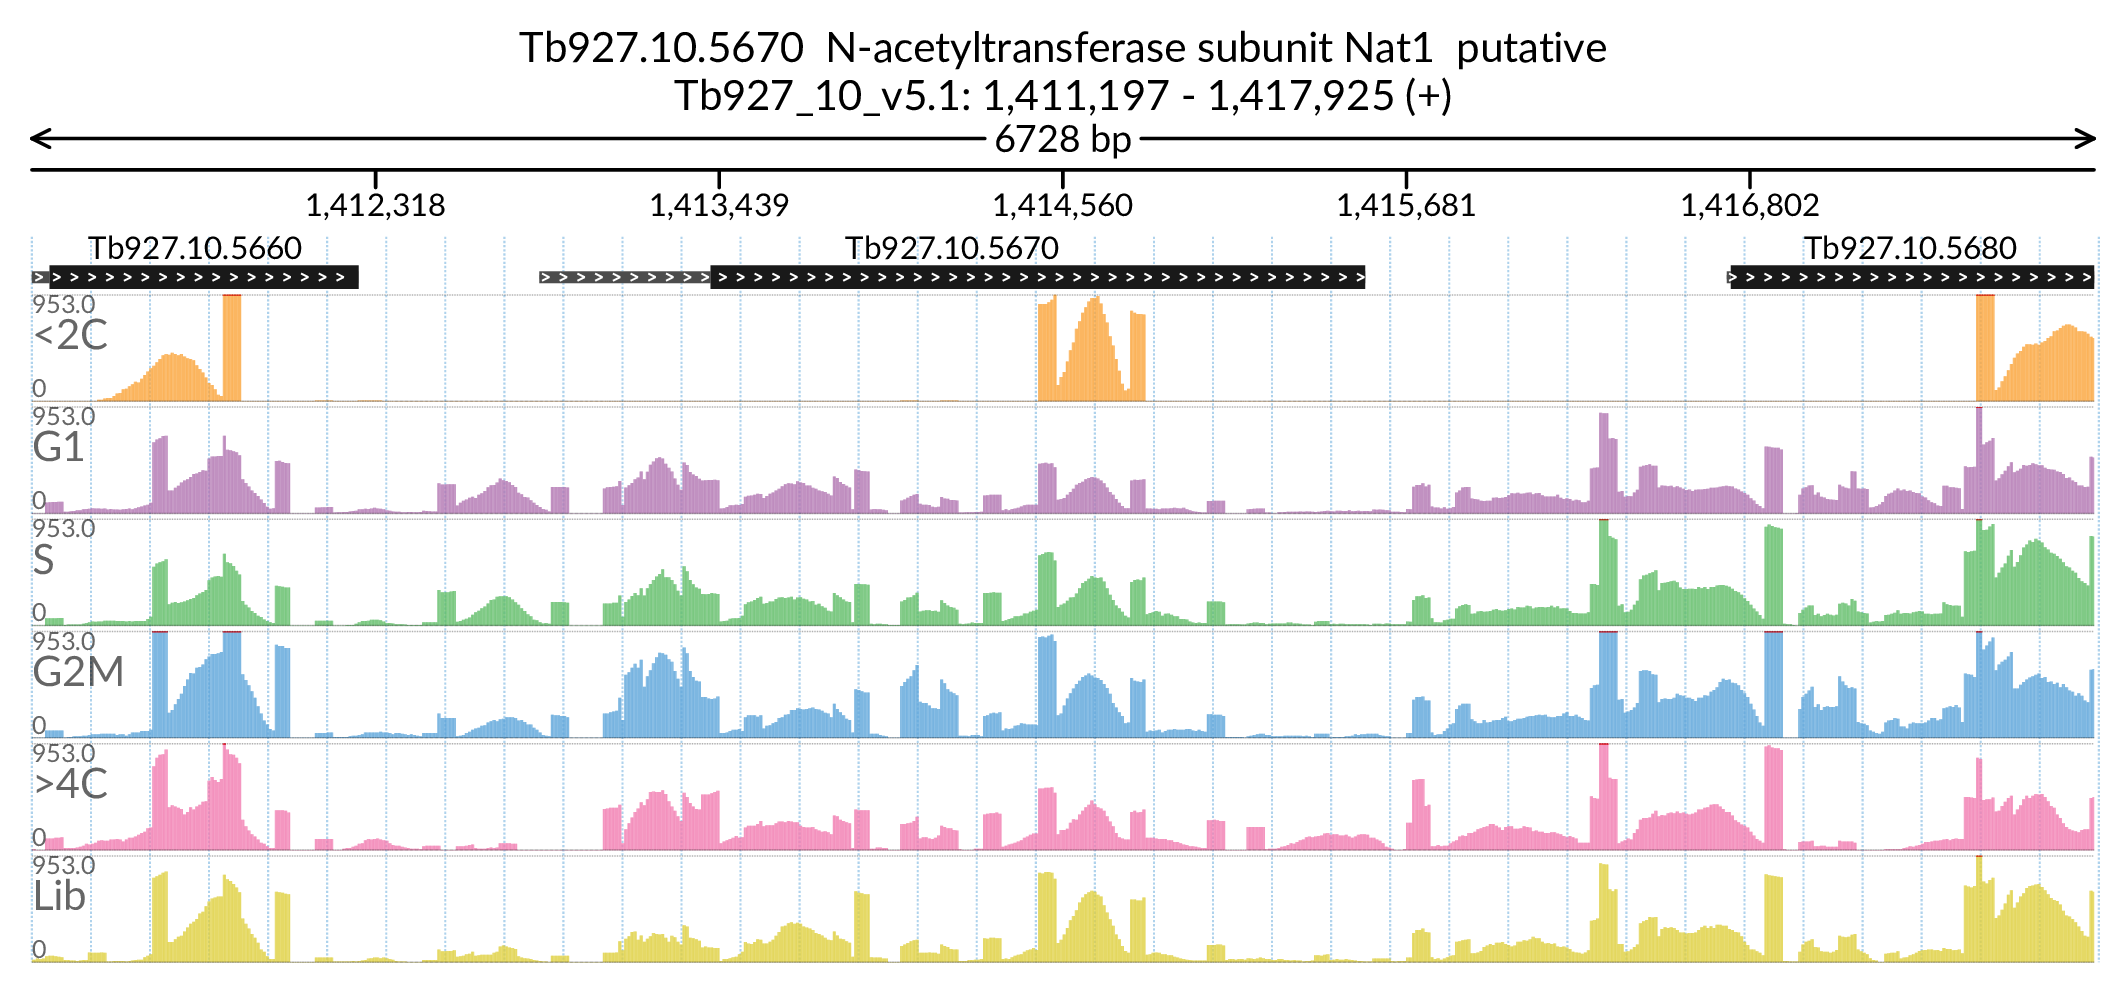 Tb927.10.5670  N-acetyltransferase subunit Nat1  putative
Tb927_10_v5.1: 1,411,197 - 1,417,925 (+)
6728 bp
1,412,318 1,413,439 1,414,560 1,415,681 1,416,802
Tb927.10.5660 Tb927.10.5670 Tb927.10.5680
953.0
<2C
0
953.0
G1
0
953.0
S
0
953.0
G2M
0
953.0
>4C
0
953.0
Lib
0